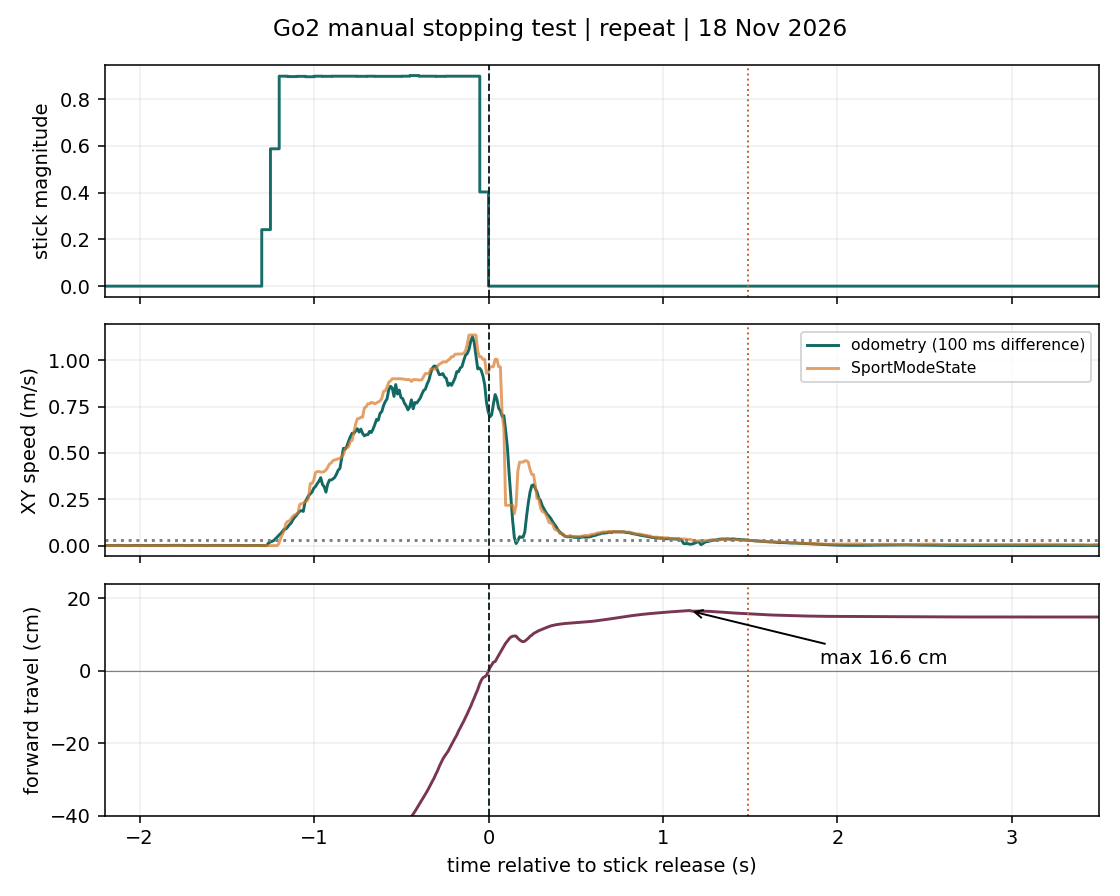 Go2 manual stopping test | repeat | 18 Nov 2026
stick magnitude
0.8
0.6
0.4
0.2
0.0
XY speed (m/s)
1.00
0.75
0.50
0.25
0.00
odometry (100 ms difference)
SportModeState
forward travel (cm)
20
0
−20
−40
max 16.6 cm
−2
−1
0
1
2
3
time relative to stick release (s)